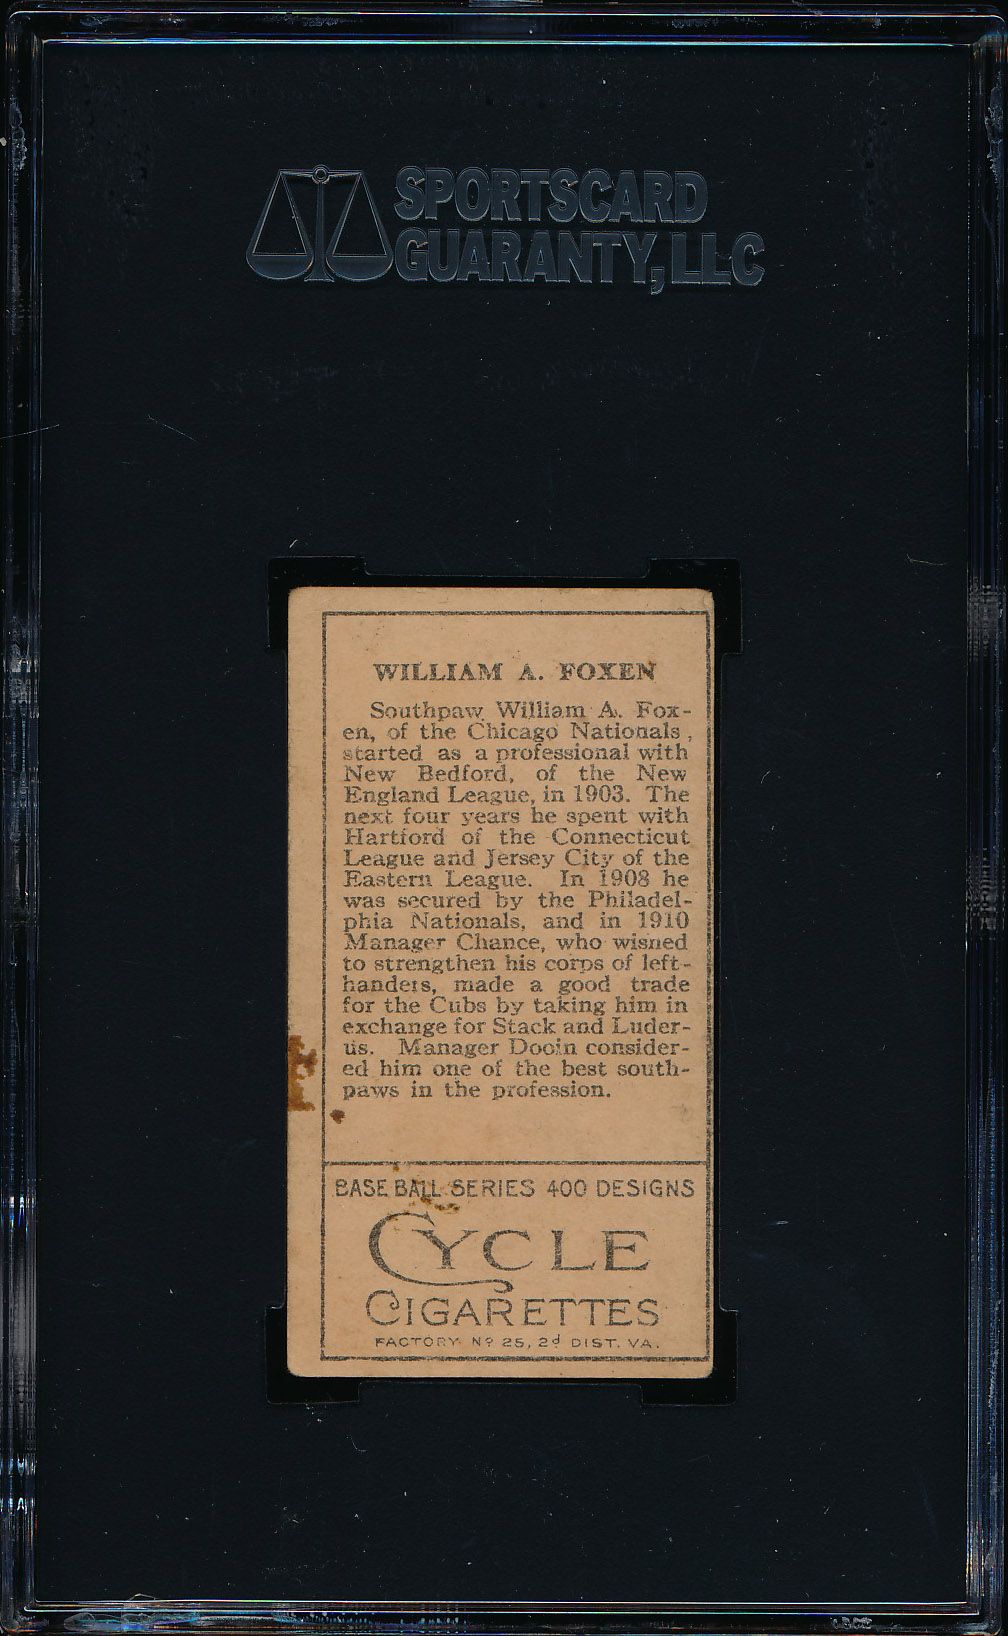 SPORTSCARD
GUARANTY, LLC
WILLIAM A. FOXEN
Southpaw William A. Fox-
en, of the Chicago Nationals,
started as a professional with
New Bedford, of the New
England League, in 1903. The
next four years he spent with
Hartford of the Connecticut
League and Jersey City of the
Eastern League. In 1908 he
was secured by the Philadel-
phia Nationals, and in 1910
Manager Chance, who wished
to strengthen his corps of left-
handers, made a good trade
for the Cubs by taking him in
exchange for Stack and Luder-
us. Manager Dooin consider-
ed him one of the best south-
paws in the profession.
BASE BALL SERIES 400 DESIGNS
CYCLE
CIGARETTES
FACTORY Nº 25, 2d DIST. VA.